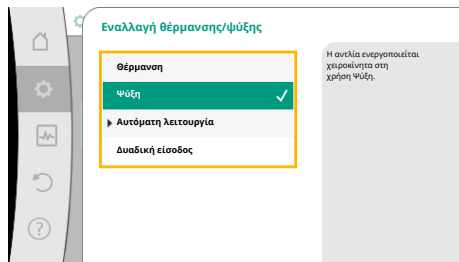 Εναλλαγή θέρμανσης/ψύξης
Θέρμανση
Ψύξη
Αυτόματη λειτουργία
Δυαδική είσοδος
Η αντλία ενεργοποιείται
χειροκίνητα στη
χρήση Ψύξη.